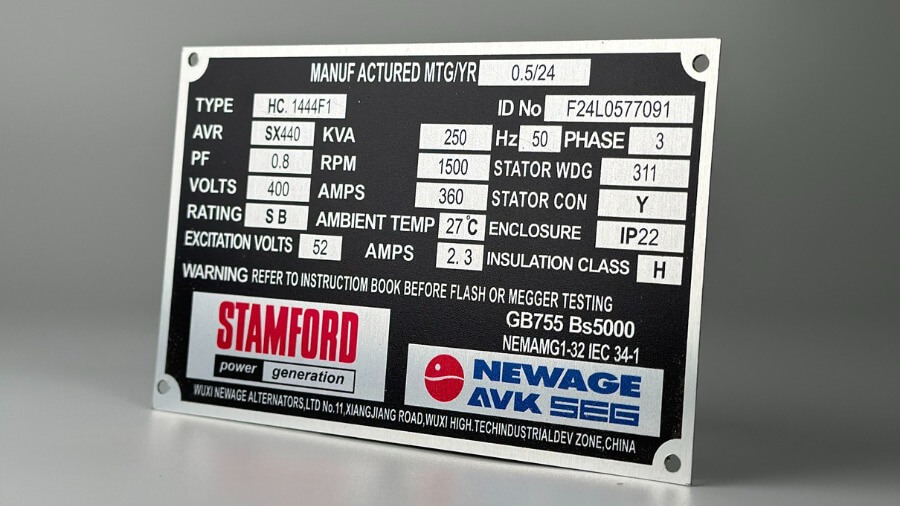 MANUF ACTURED MTG/YR 0.5/24
TYPE HC. 1444F1 ID No F24L0577091
AVR SX440 KVA 250 Hz 50 PHASE 3
PF 0.8 RPM 1500 STATOR WDG 311
VOLTS 400 AMPS 360 STATOR CON Y
RATING S B AMBIENT TEMP 27℃ ENCLOSURE IP22
EXCITATION VOLTS 52 AMPS 2. 3 INSULATION CLASS H
WARNING REFER TO INSTRUCTIOM BOOK BEFORE FLASH OR MEGGER TESTING
GB755 Bs5000
NEMAMG1-32 IEC 34-1
STAMFORD
power generation
NEWAGE
AVK SEG
WUXI NEWAGE ALTERNATORS,LTD No.11,XIANGJIANG ROAD,WUXI HIGH.TECHINDUSTRIALDEV ZONE,CHINA